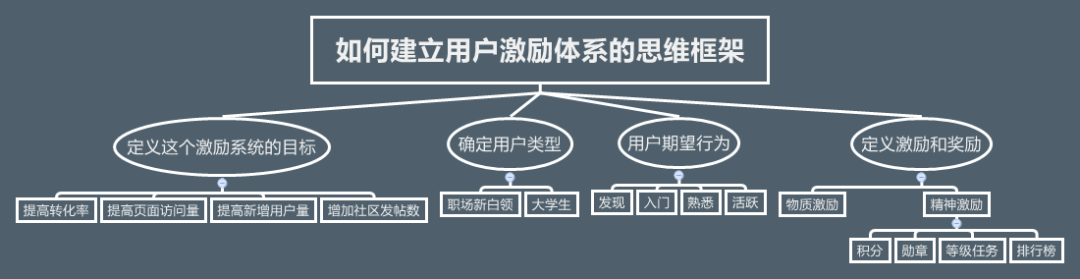 如何建立用户激励体系的思维框架
定义这个激励系统的目标
确定用户类型
用户期望行为
定义激励和奖励
提高转化率
提高页面访问量
提高新增用户量
增加社区发帖数
职场新白领
大学生
发现
入门
熟悉
活跃
物质激励
精神激励
积分
勋章
等级任务
排行榜